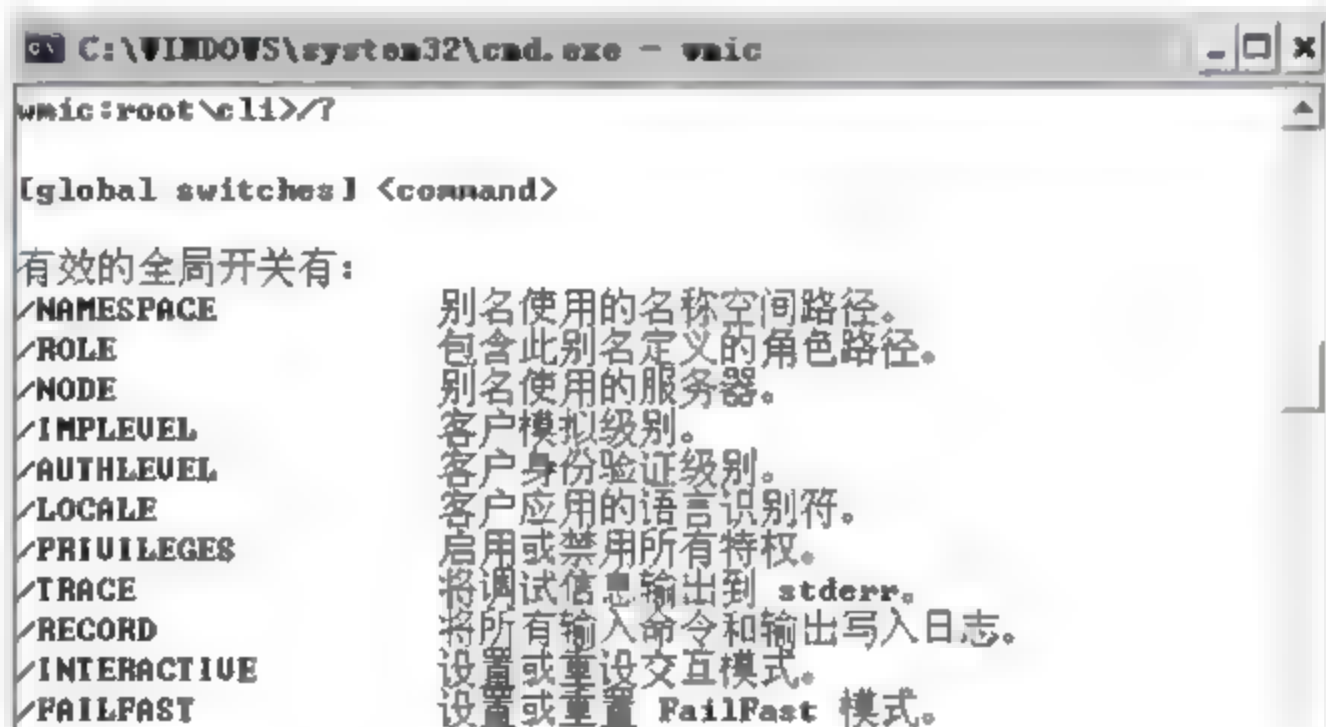 C:\WINDOWS\system32\cmd.exe - wmic
wmic:root\cli>/?
[global switches] <command>
有效的全局开关有:
/NAMESPACE 别名使用的名称空间路径。
/ROLE 包含此别名定义的角色路径。
/NODE 别名使用的服务器。
/IMPLEVEL 客户模拟级别。
/AUTHLEVEL 客户身份验证级别。
/LOCALE 客户应用的语言识别符。
/PRIVILEGES 启用或禁用所有特权。
/TRACE 将调试信息输出到 stderr。
/RECORD 将所有输入命令和输出写入日志。
/INTERACTIVE 设置或重设交互模式。
/FAILFAST 设置或重置 FailFast 模式。